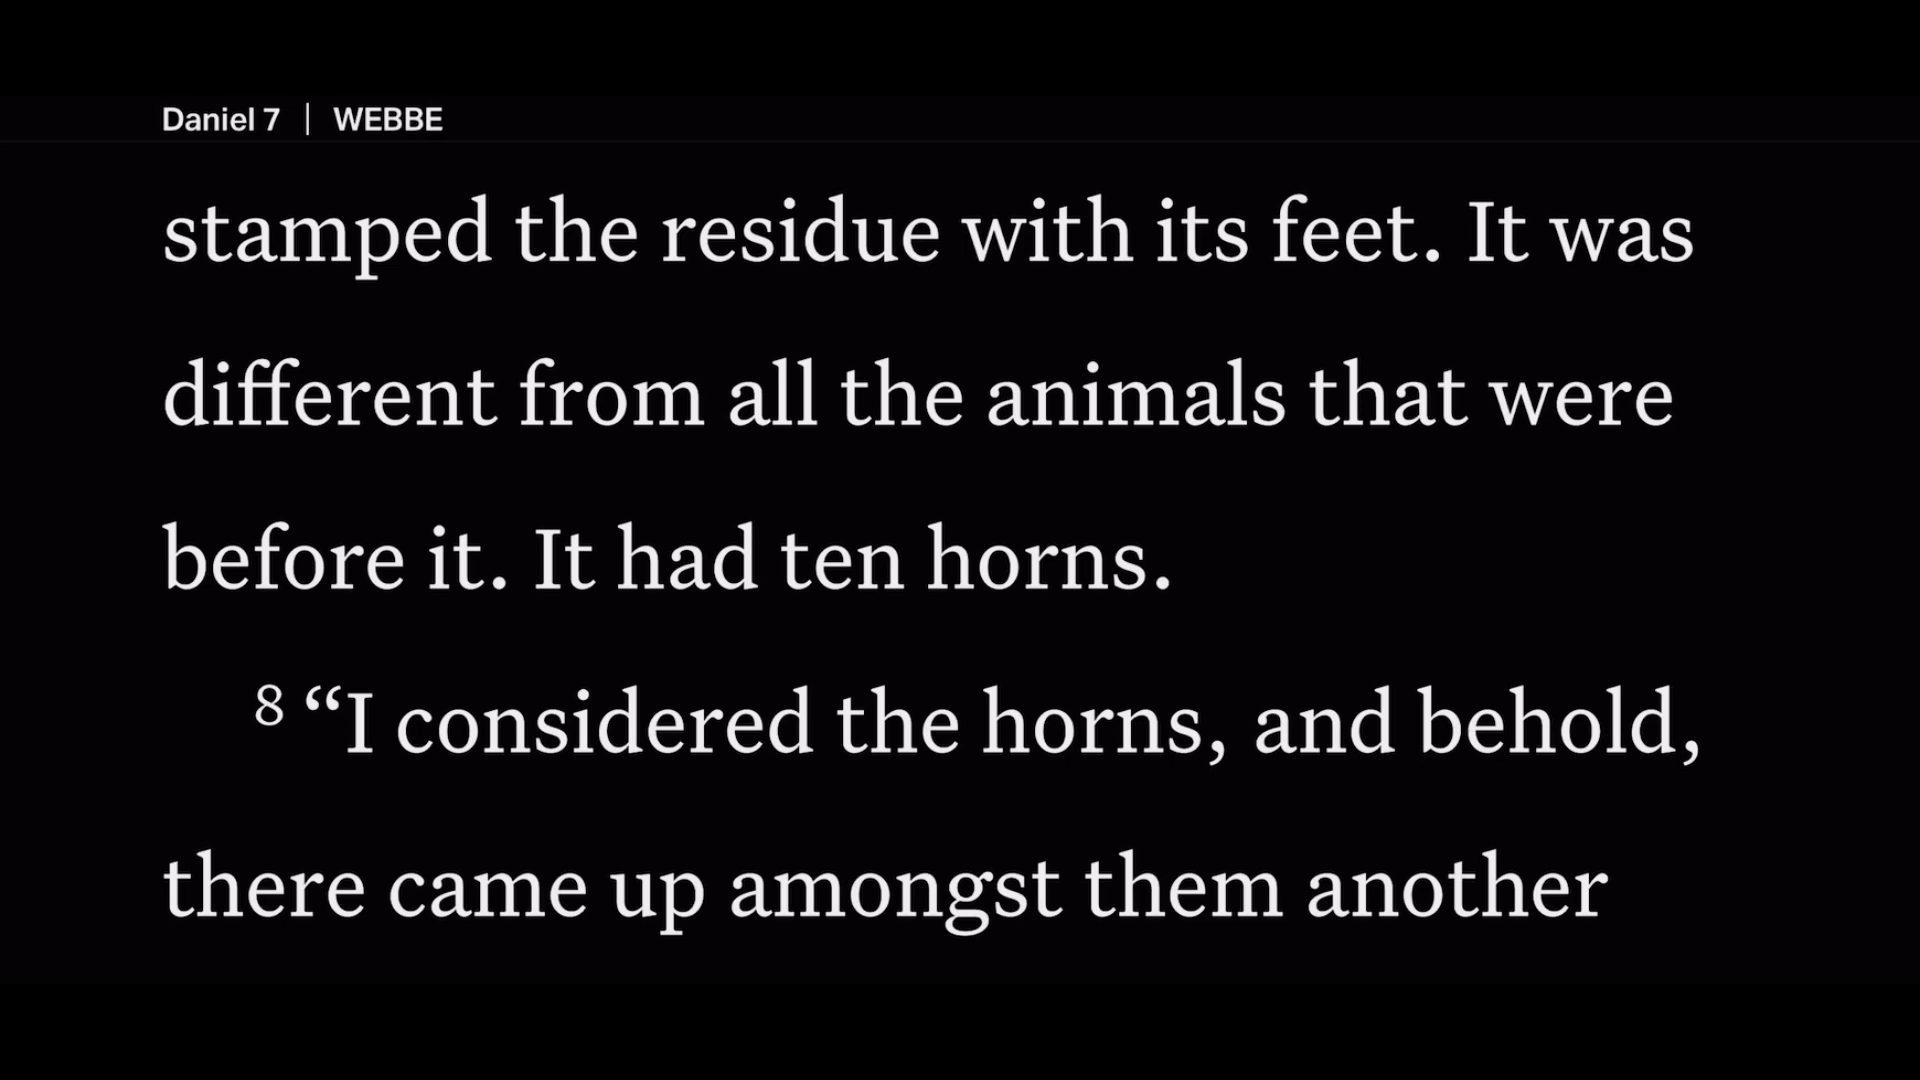 Daniel 7 | WEBBE
stamped the residue with its feet. It was
different from all the animals that were
before it. It had ten horns.
8 “I considered the horns, and behold,
there came up amongst them another